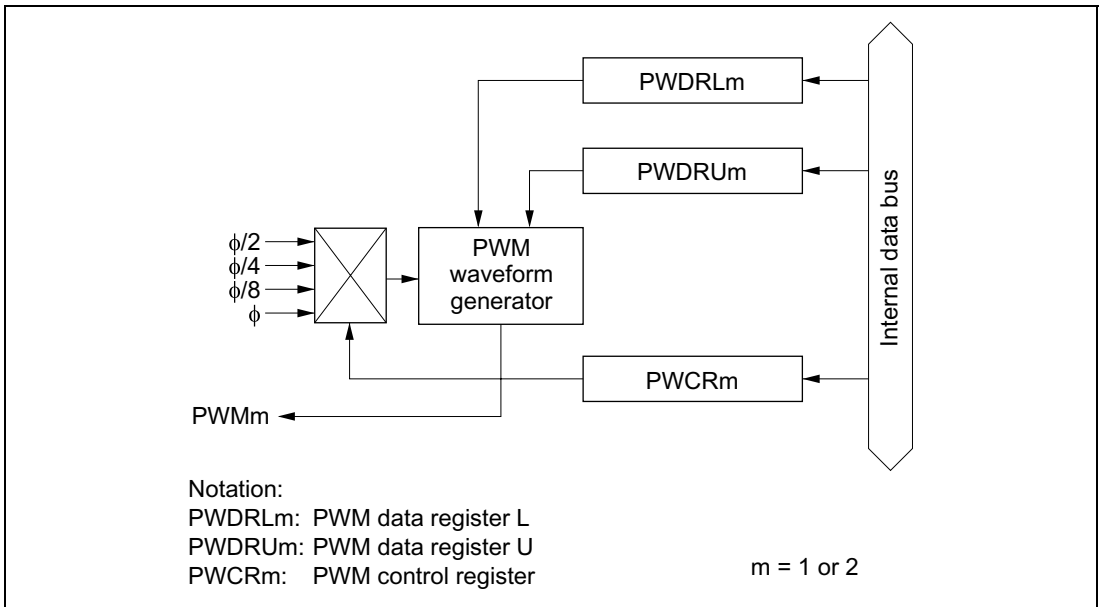 PWDRLm
PWDRUm
Internal data bus
ϕ/2
ϕ/4
ϕ/8
ϕ
PWM
waveform
generator
PWCRm
PWMm
Notation:
PWDRLm: PWM data register L
PWDRUm: PWM data register U
PWCRm: PWM control register
m = 1 or 2